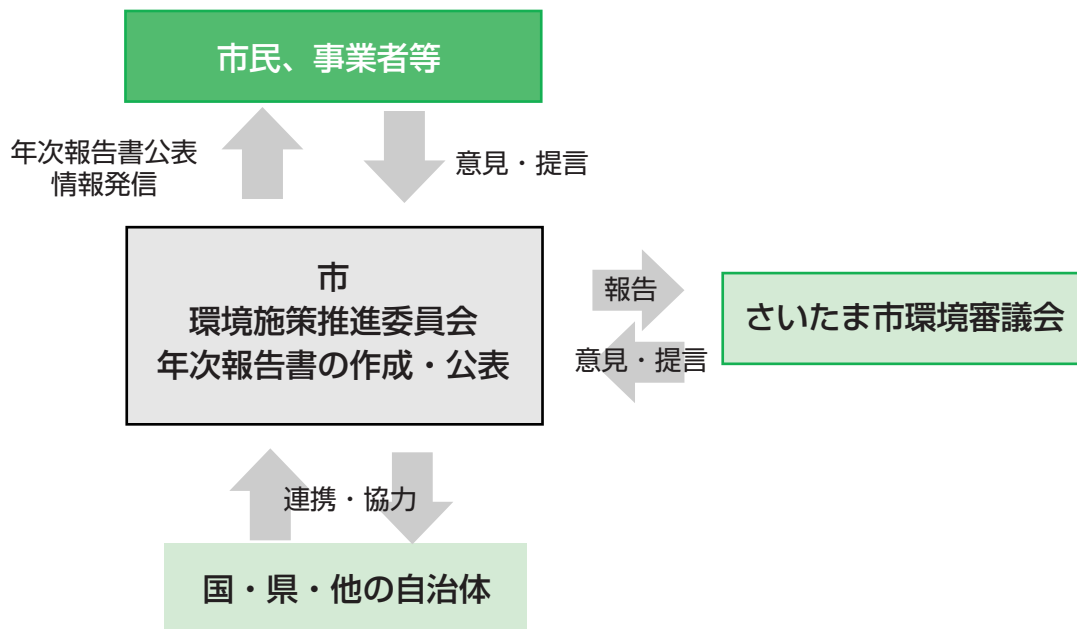 市民、事業者等
年次報告書公表
情報発信
意見・提言
市
環境施策推進委員会
年次報告書の作成・公表
報告
意見・提言
さいたま市環境審議会
連携・協力
国・県・他の自治体